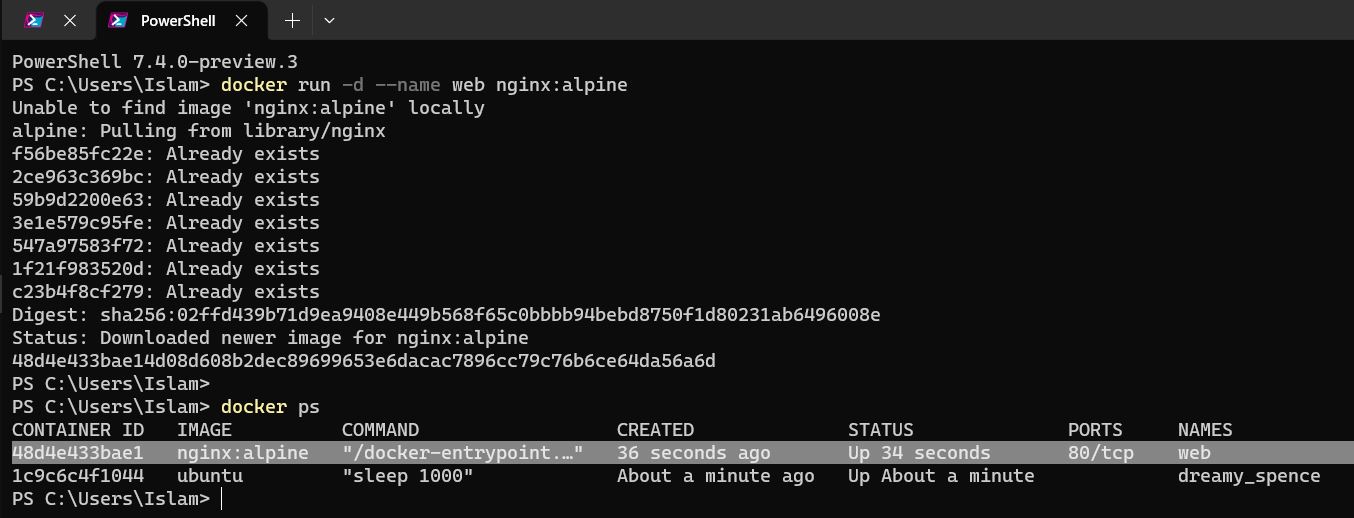 PowerShell
PowerShell 7.4.0-preview.3
PS C:\Users\Islam> docker run -d --name web nginx:alpine
Unable to find image 'nginx:alpine' locally
alpine: Pulling from library/nginx
f56be85fc22e: Already exists
2ce963c369bc: Already exists
59b9d2200e63: Already exists
3e1e579c95fe: Already exists
547a97583f72: Already exists
1f21f983520d: Already exists
c23b4f8cf279: Already exists
Digest: sha256:02ffd439b71d9ea9408e449b568f65c0bbbb94bebd8750f1d80231ab6496008e
Status: Downloaded newer image for nginx:alpine
48d4e433bae14d08d608b2dec89699653e6dacac7896cc79c76b6ce64da56a6d
PS C:\Users\Islam>
PS C:\Users\Islam> docker ps
CONTAINER ID   IMAGE          COMMAND                  CREATED              STATUS              PORTS     NAMES
48d4e433bae1   nginx:alpine   "/docker-entrypoint.…"   36 seconds ago       Up 34 seconds       80/tcp    web
1c9c6c4f1044   ubuntu         "sleep 1000"             About a minute ago   Up About a minute             dreamy_spence
PS C:\Users\Islam>